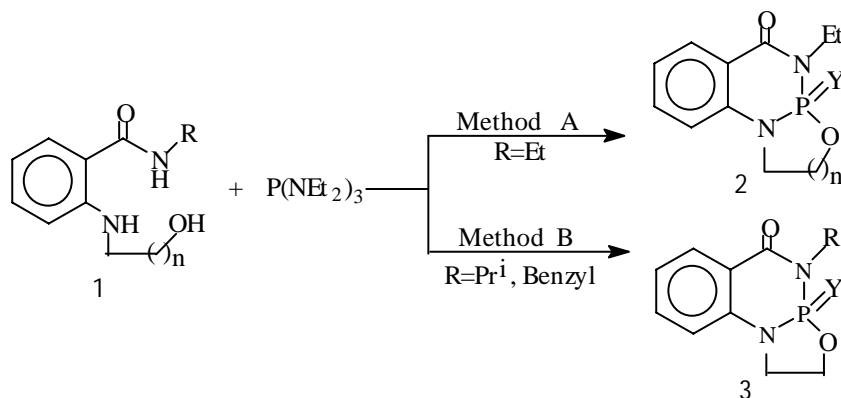 O
R
N
H
NH
OH
( )n
1
+ P(NEt2)3
Method A
R=Et
Method B
R=Pri, Benzyl
O
Et
N
Y
P
N
O
( )n
2
O
R
N
Y
P
N
O
3